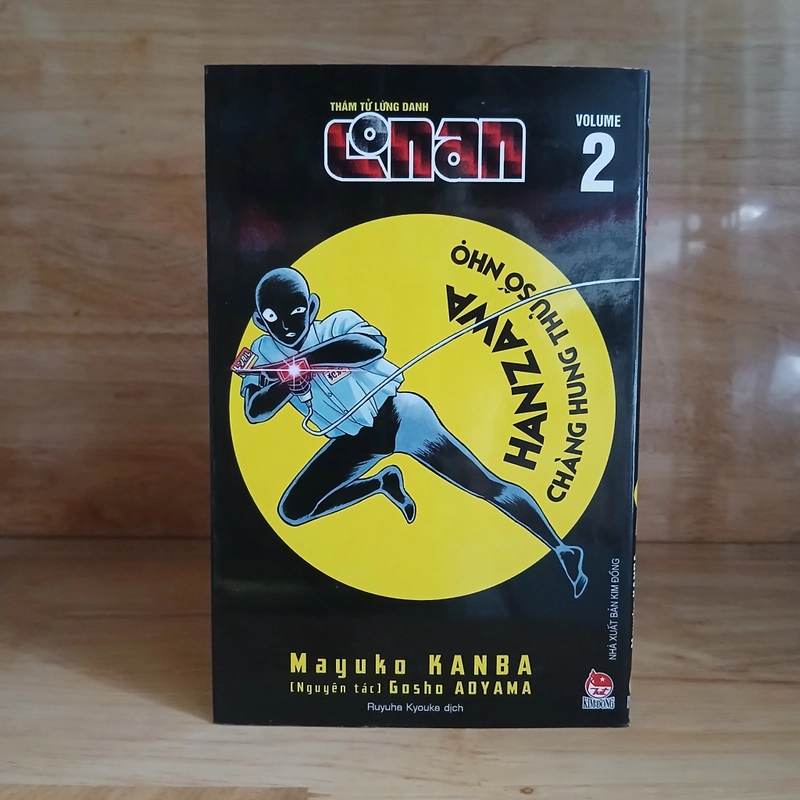 THÁM TỬ LỪNG DANH
Conan
VOLUME
2
HANZAWA
CHÀNG HUNG THỦ SỐ NHỌ
Mayuko KANBA
[Nguyên tác] Gosho AOYAMA
Ruyuha Kyouka dịch
NHÀ XUẤT BẢN KIM ĐỒNG
KIM ĐỒNG